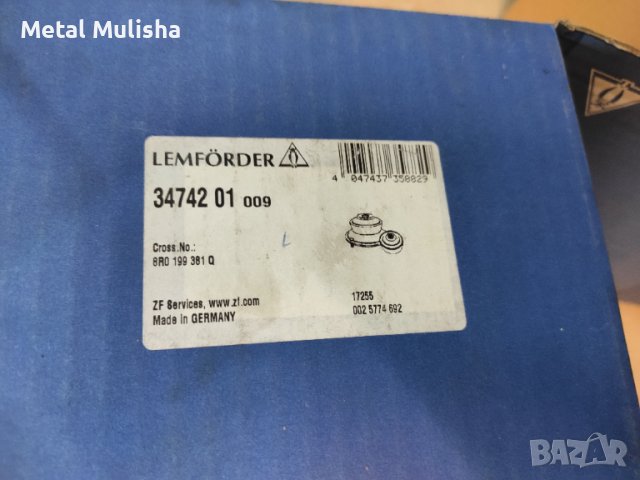 Metal Mulisha
LEMFÖRDER
4 047437 350829
34742 01 009
Cross.No.:
8R0 199 381 Q
L
ZF Services, www.zf.com
Made in GERMANY
17255
002 5774 692
BAZAR